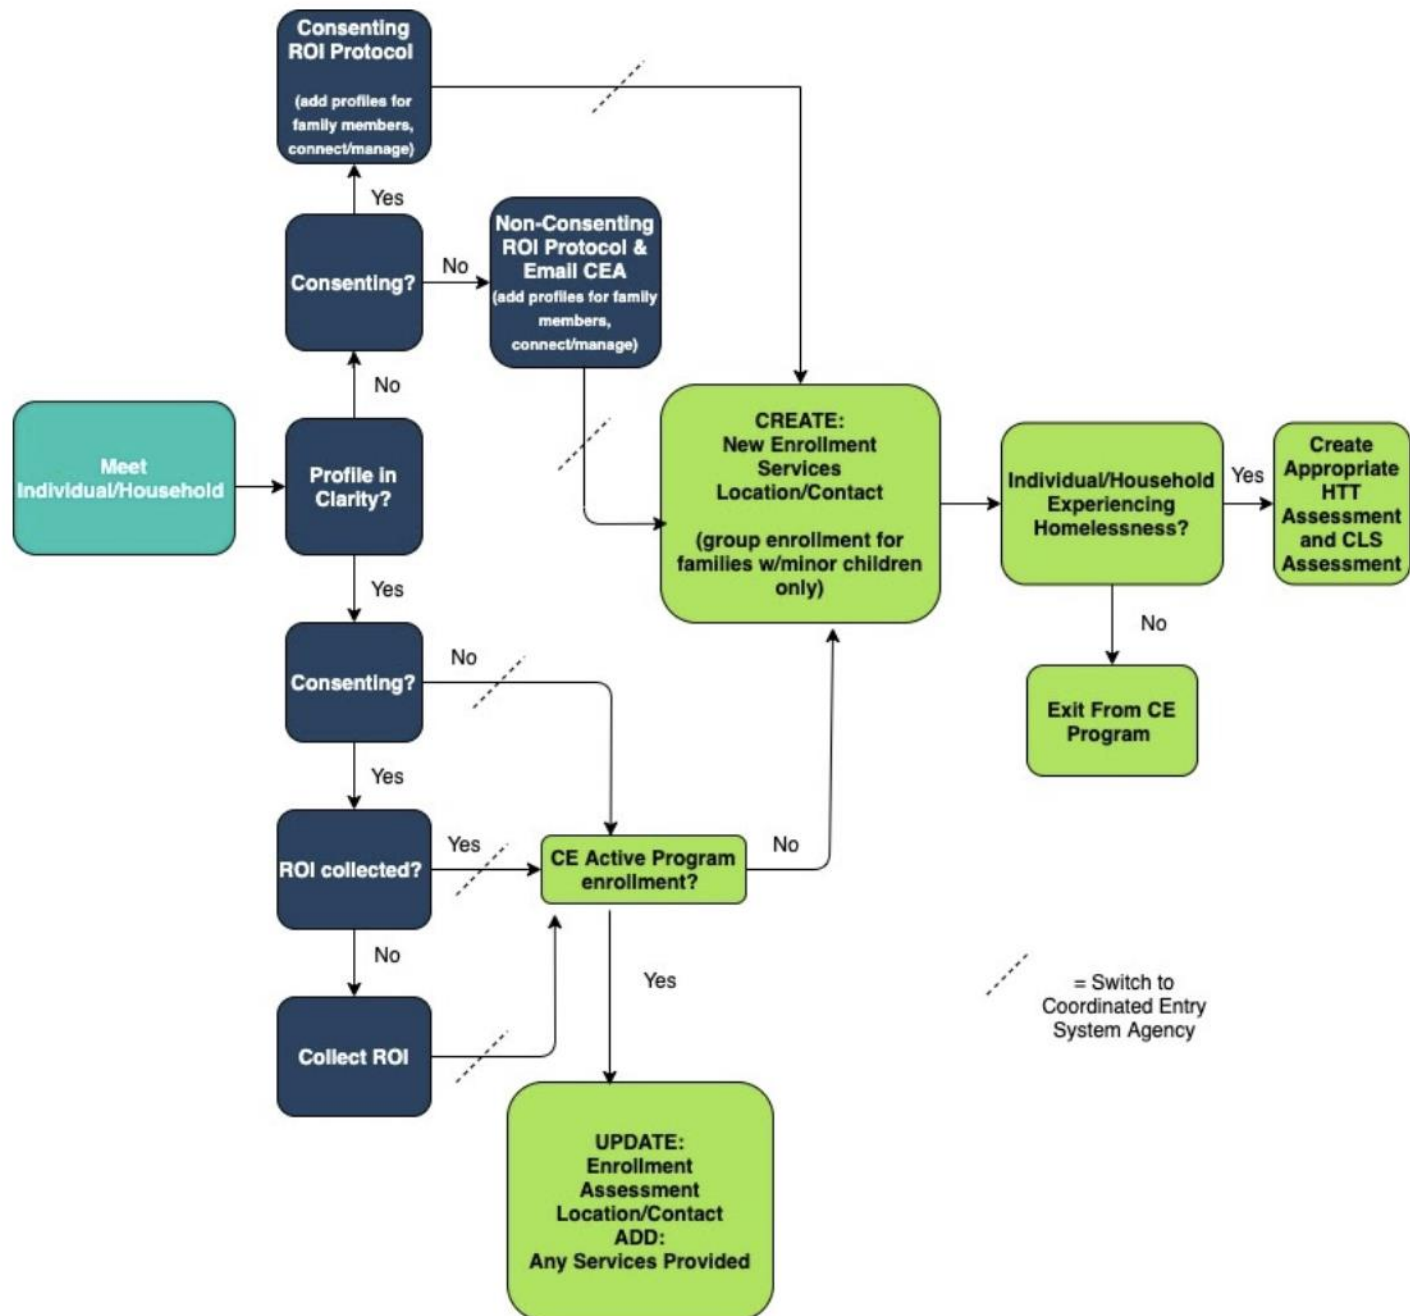 Consenting
ROI Protocol
(add profiles for
family members,
connect/manage)
Yes
Consenting?
No
Non-Consenting
ROI Protocol &
Email CEA
(add profiles for family
members,
connect/manage)
No
Meet
Individual/Household
Profile in
Clarity?
CREATE:
New Enrollment
Services
Location/Contact
(group enrollment for
families w/minor children
only)
Individual/Household
Experiencing
Homelessness?
Yes
Create
Appropriate
HTT
Assessment
and CLS
Assessment
No
Exit From CE
Program
Yes
Consenting?
No
Yes
ROI collected?
Yes
CE Active Program
enrollment?
No
No
Collect ROI
Yes
UPDATE:
Enrollment
Assessment
Location/Contact
ADD:
Any Services Provided
= Switch to
Coordinated Entry
System Agency